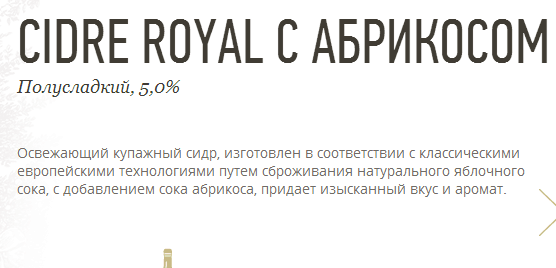 CIDRE ROYAL С АБРИКОСОМ
Полусладкий, 5,0%
Освежающий купажный сидр, изготовлен в соответствии с классическими
европейскими технологиями путем сброживания натурального яблочного
сока, с добавлением сока абрикоса, придает изысканный вкус и аромат.